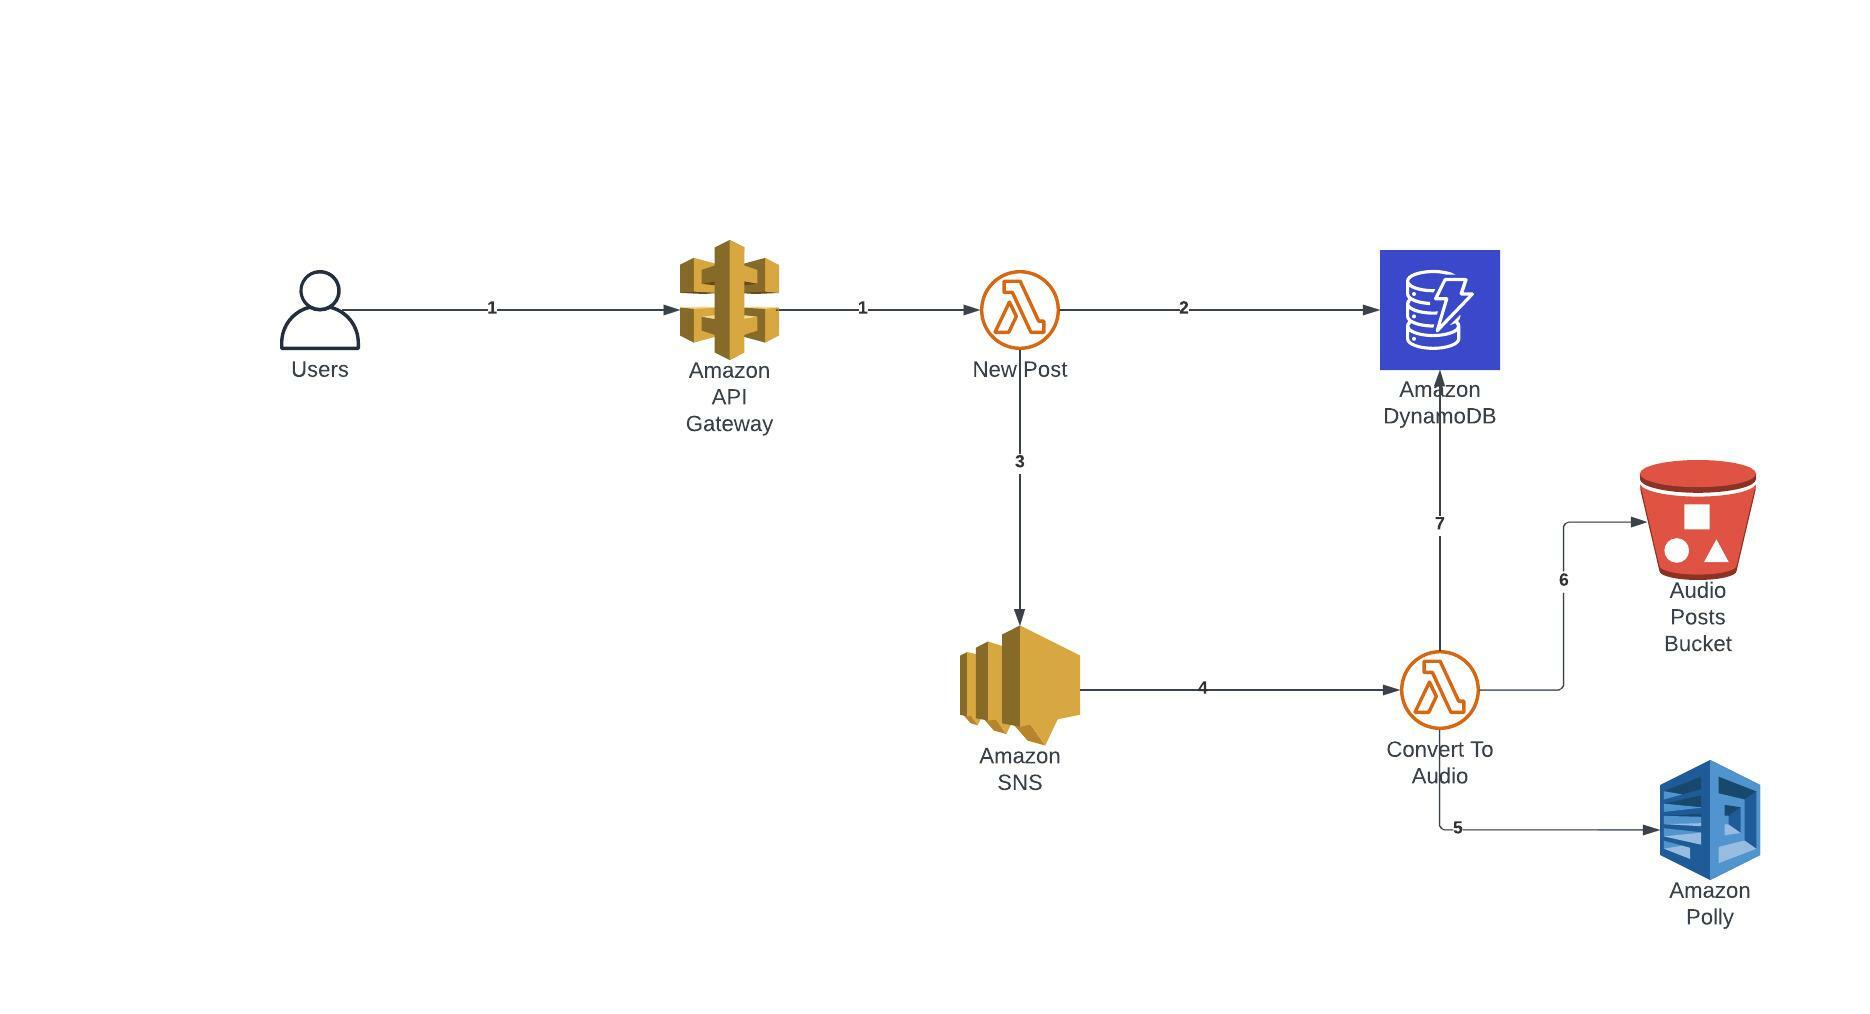 1
1
2
Users
Amazon
API
Gateway
New Post
Amazon
DynamoDB
3
7
6
Audio
Posts
Bucket
4
Amazon
SNS
Convert To
Audio
5
Amazon
Polly